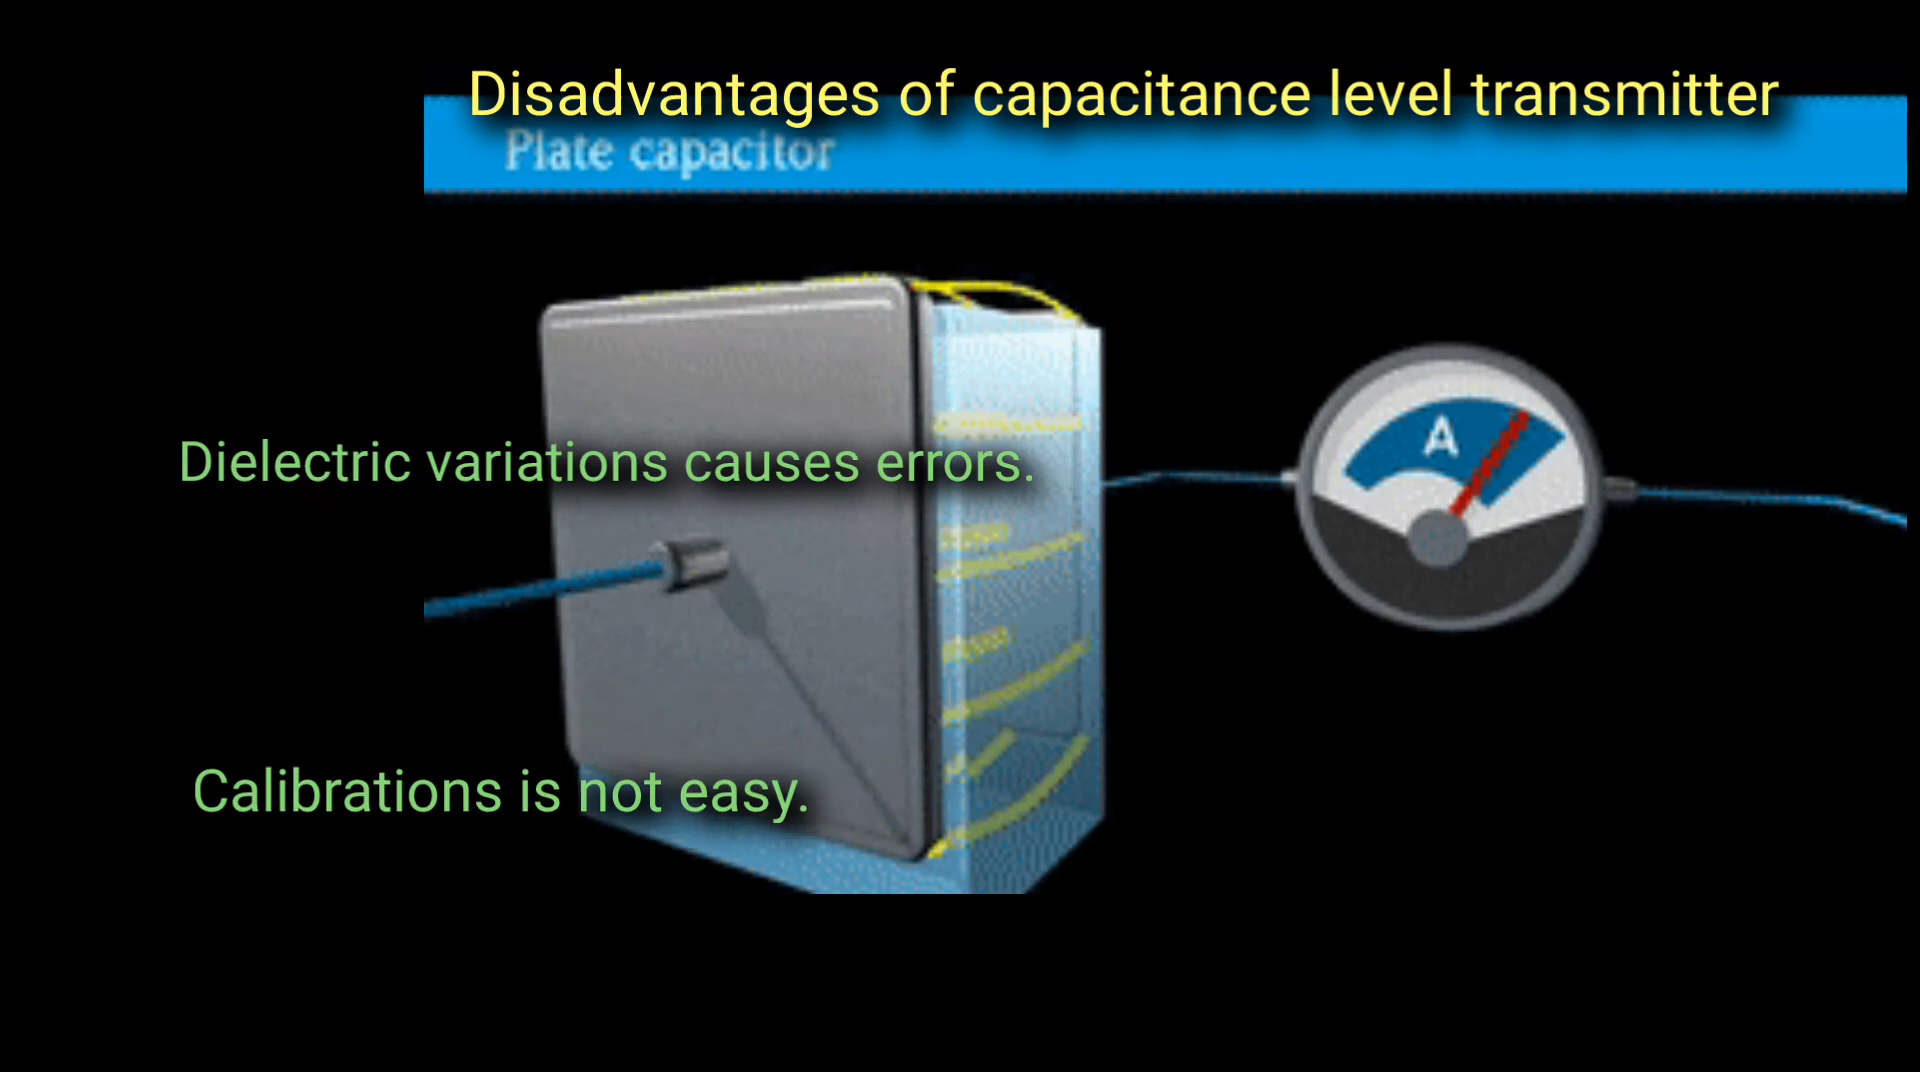 Disadvantages of capacitance level transmitter
Plate capacitor
A
Dielectric variations causes errors.
Calibrations is not easy.